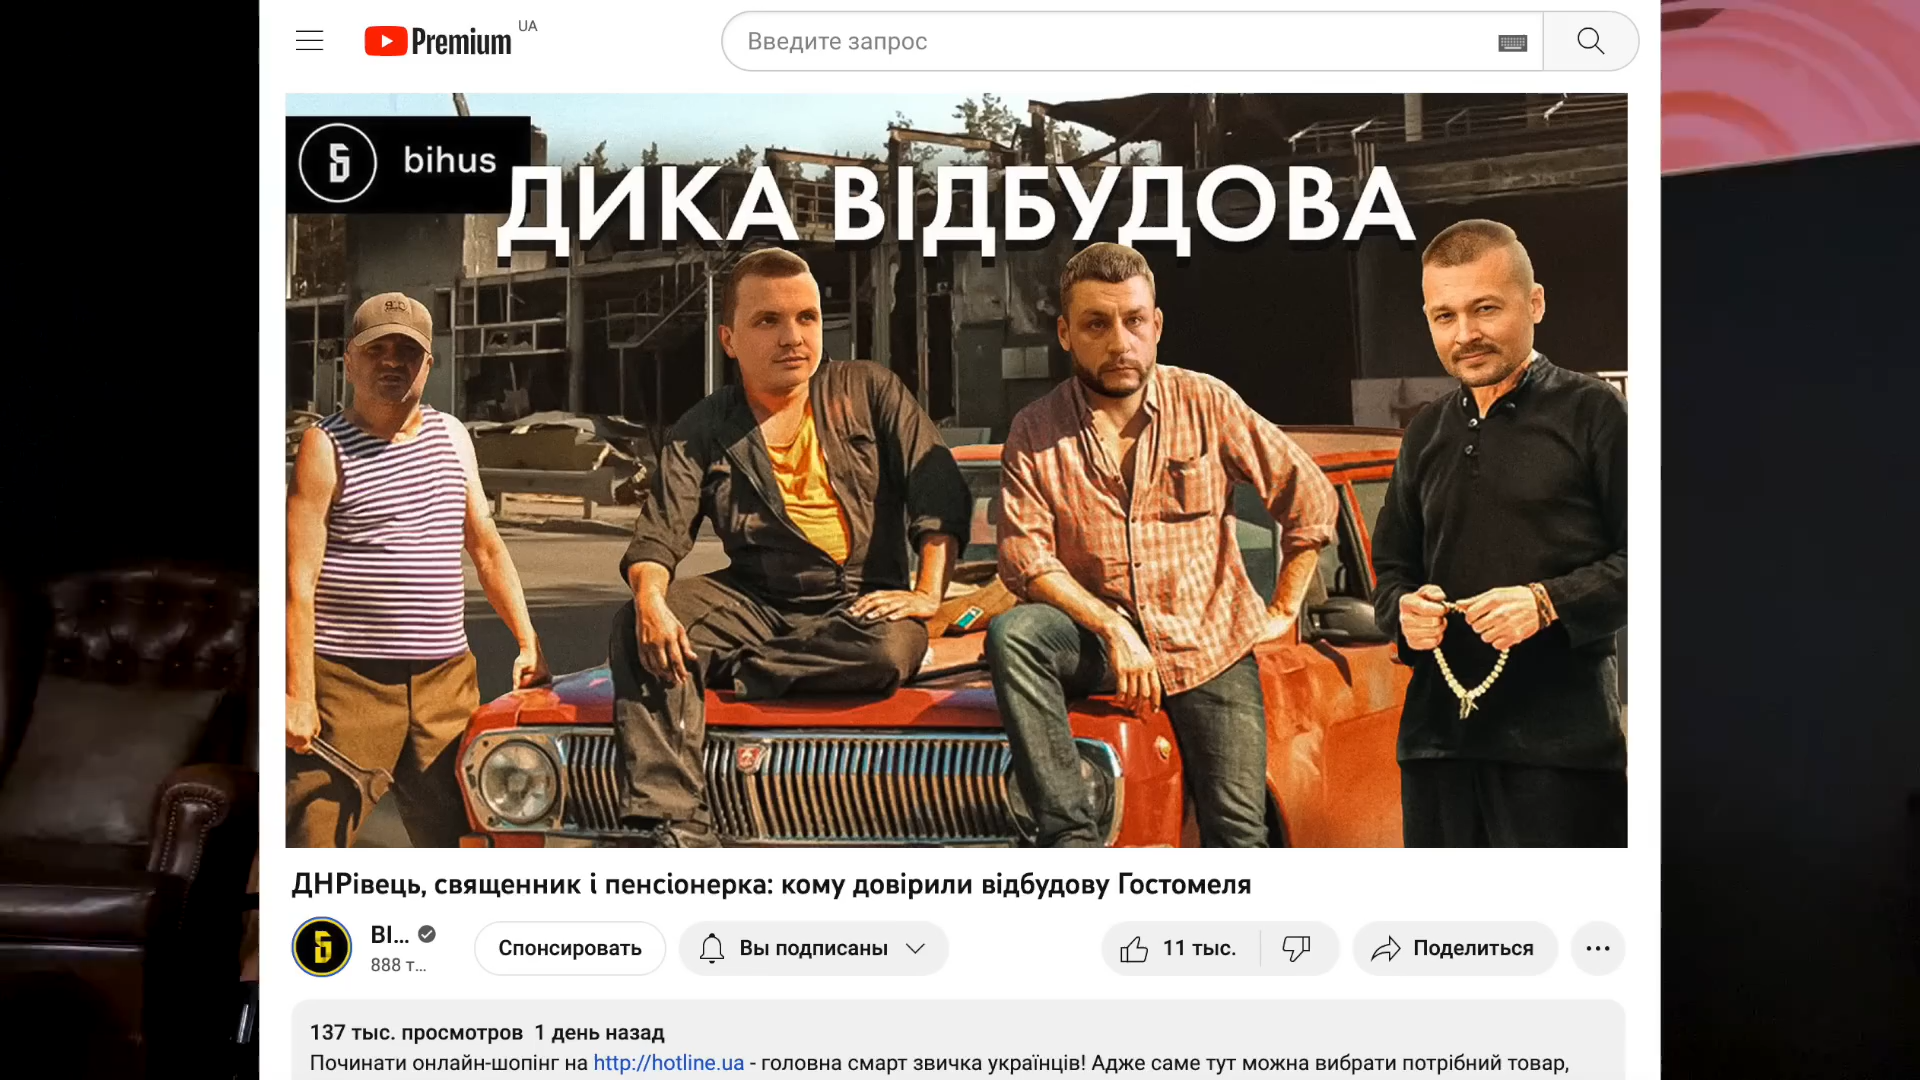 Premium UA
Введите запрос
bihus
ДИКА ВІДБУДОВА
ДНРівець, священник і пенсіонерка: кому довірили відбудову Гостомеля
BI...
888 т...
Спонсировать
Вы подписаны
11 тыс.
Поделиться
137 тыс. просмотров 1 день назад
Починати онлайн-шопінг на http://hotline.ua - головна смарт звичка українців! Адже саме тут можна вибрати потрібний товар,